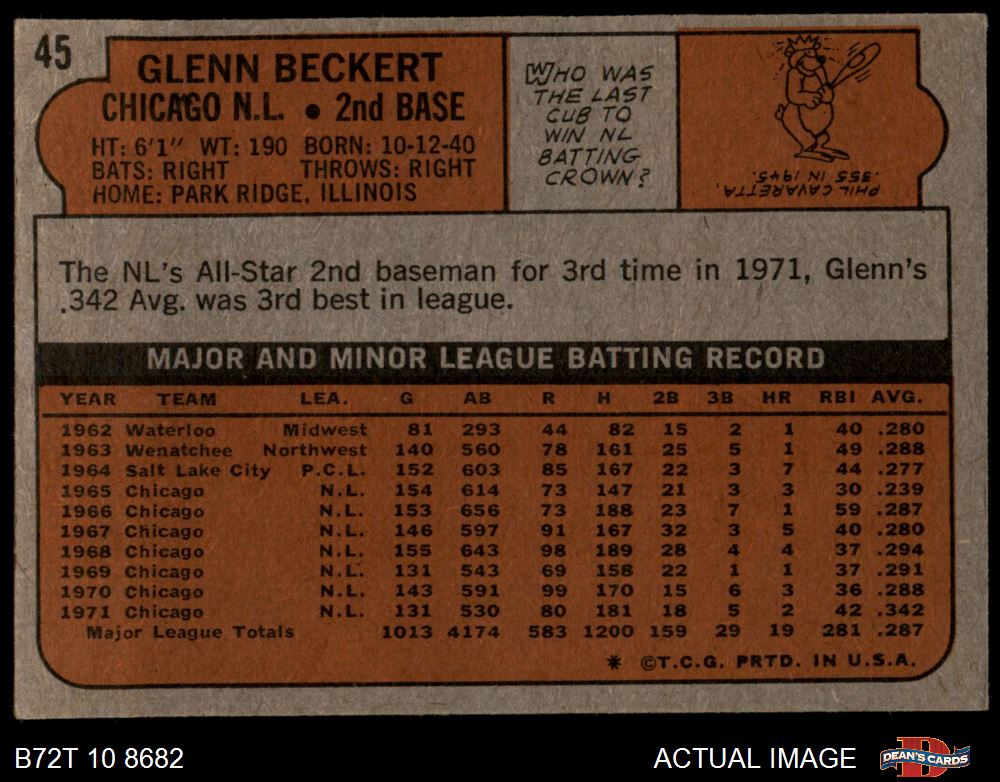 45
GLENN BECKERT
CHICAGO N.L. • 2nd BASE
HT: 6'1" WT: 190 BORN: 10-12-40
BATS: RIGHT THROWS: RIGHT
HOME: PARK RIDGE, ILLINOIS
WHO WAS
THE LAST
CUB TO
WIN NL
BATTING
CROWN?
PHIL CAVARETTA,
.355 IN 1945.
The NL's All-Star 2nd baseman for 3rd time in 1971, Glenn's
.342 Avg. was 3rd best in league.
MAJOR AND MINOR LEAGUE BATTING RECORD
YEAR TEAM LEA. G AB R H 2B 3B HR RBI AVG.
1962 Waterloo Midwest 81 293 44 82 15 2 1 40 .280
1963 Wenatchee Northwest 140 560 78 161 25 5 1 49 .288
1964 Salt Lake City P.C.L. 152 603 85 167 22 3 7 44 .277
1965 Chicago N.L. 154 614 73 147 21 3 3 30 .239
1966 Chicago N.L. 153 656 73 188 23 7 1 59 .287
1967 Chicago N.L. 146 597 91 167 32 3 5 40 .280
1968 Chicago N.L. 155 643 98 189 28 4 4 37 .294
1969 Chicago N.L. 131 543 69 158 22 1 1 37 .291
1970 Chicago N.L. 143 591 99 170 15 6 3 36 .288
1971 Chicago N.L. 131 530 80 181 18 5 2 42 .342
Major League Totals 1013 4174 583 1200 159 29 19 281 .287
* ©T.C.G. PRTD. IN U.S.A.
B72T 10 8682
ACTUAL IMAGE
DEAN'S CARDS